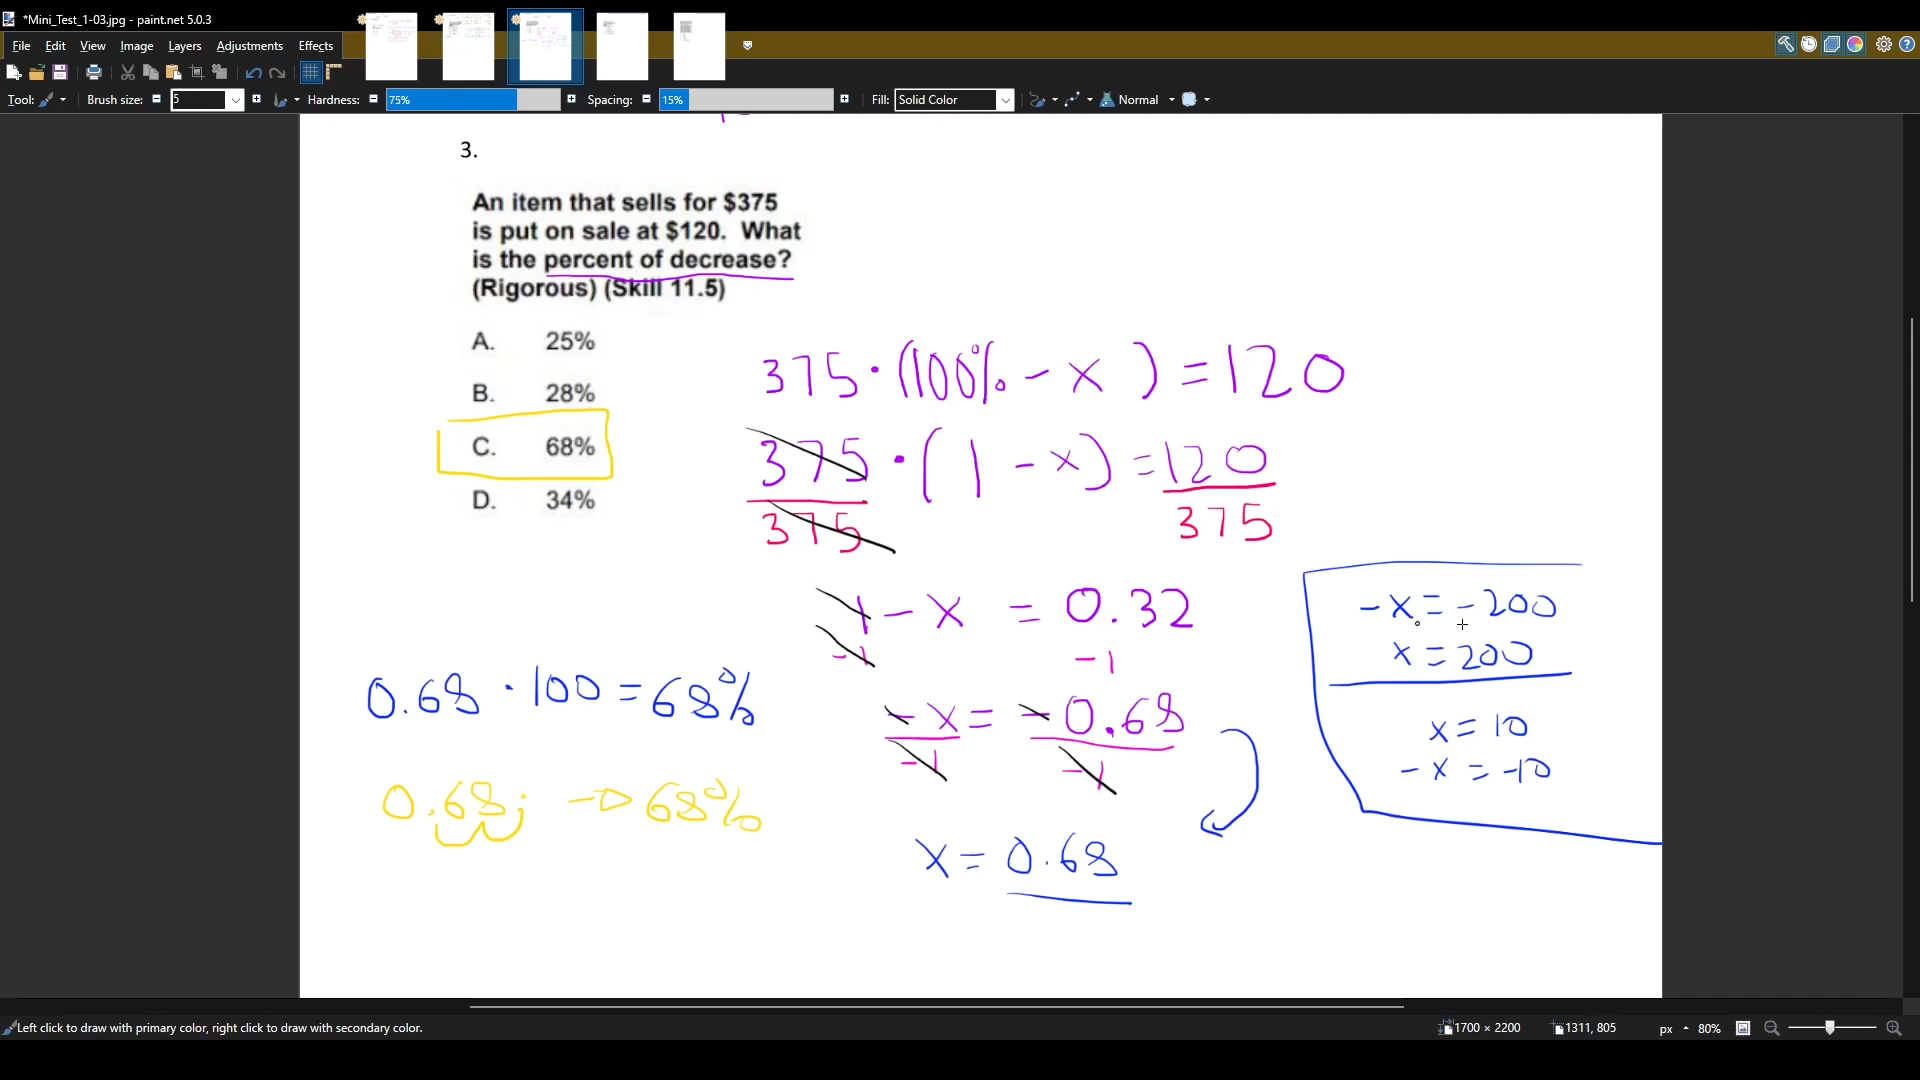 *Mini_Test_1-03.jpg - paint.net 5.0.3
File Edit View Image Layers Adjustments Effects
Tool: Brush size: 5 Hardness: 75% Spacing: 15% Fill: Solid Color Normal
3.
An item that sells for $375
is put on sale at $120. What
is the percent of decrease?
(Rigorous) (Skill 11.5)
A. 25%
B. 28%
C. 68%
D. 34%
375 · (100% - x) = 120
375 · (1 - x) = 120
375 375
1 - x = 0.32
-1 -1
-x = -0.68
-1 -1
x = 0.68
0.68 · 100 = 68%
0.68. → 68%
-x = -200
x = 200
x = 10
-x = -10
Left click to draw with primary color, right click to draw with secondary color.
1700 × 2200 1311, 805 px 80%